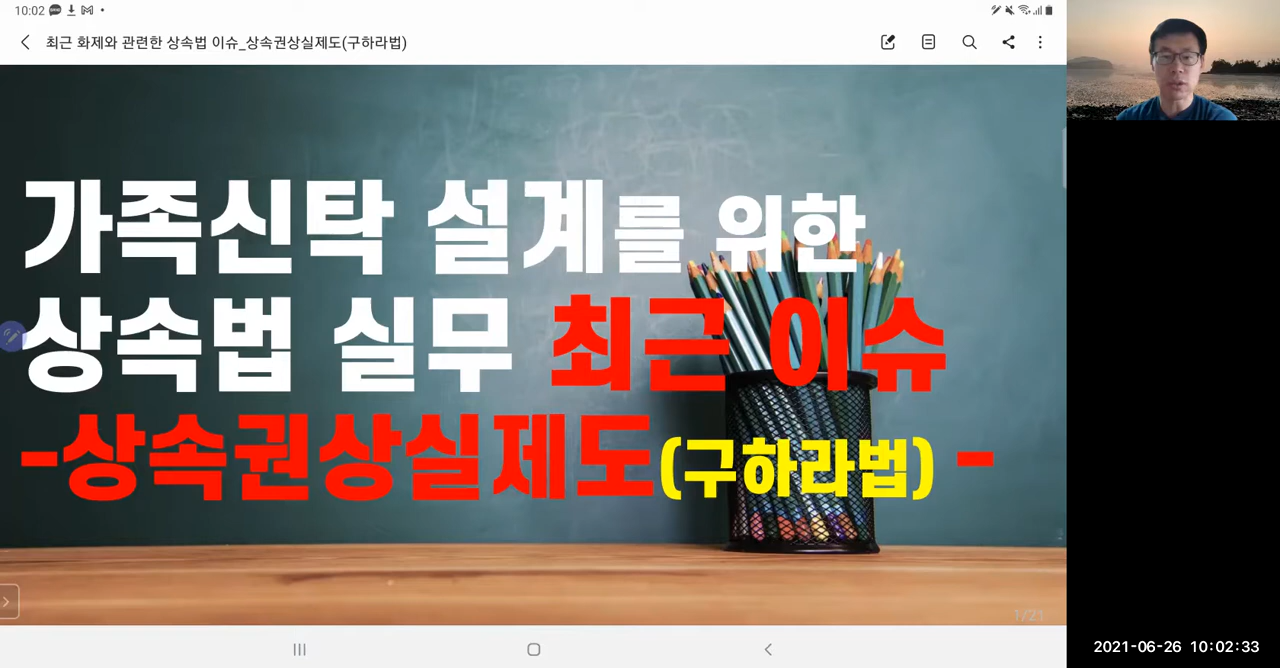 10:02
최근 화제와 관련한 상속법 이슈_상속권상실제도(구하라법)
가족신탁 설계를 위한
상속법 실무 최근 이슈
-상속권상실제도(구하라법) -
1/21
2021-06-26 10:02:33